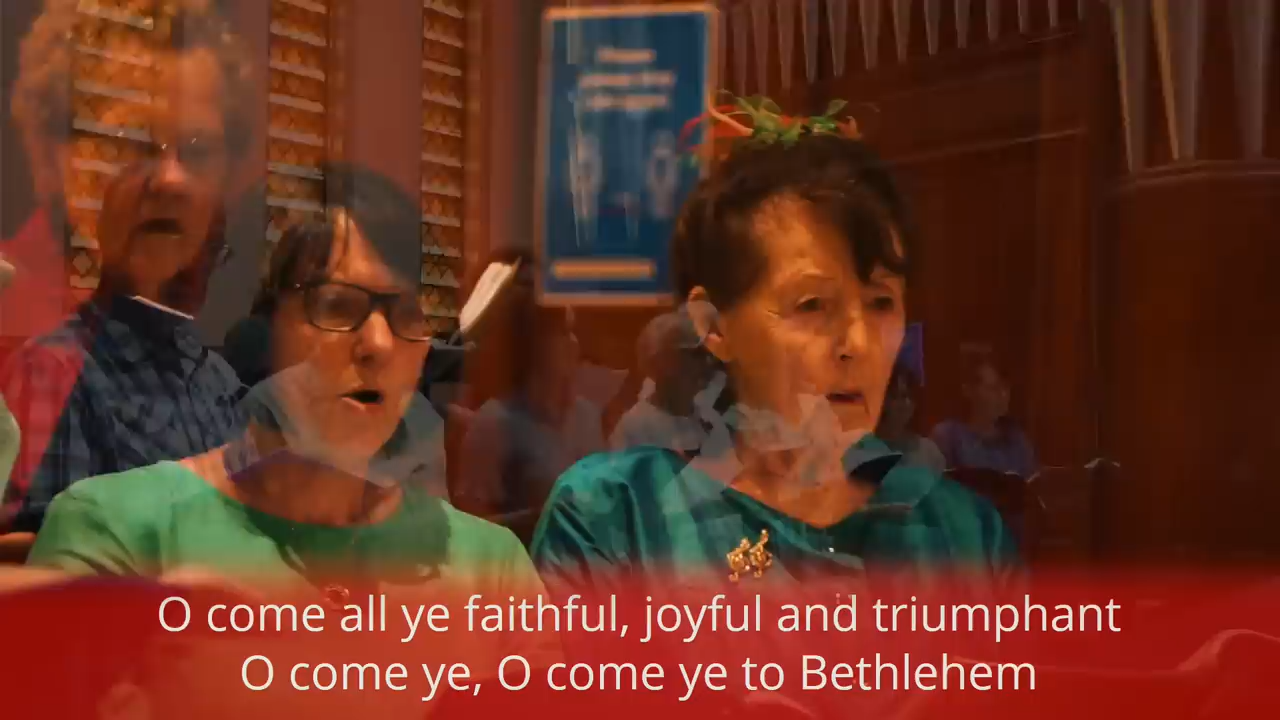 O come all ye faithful, joyful and triumphant
O come ye, O come ye to Bethlehem